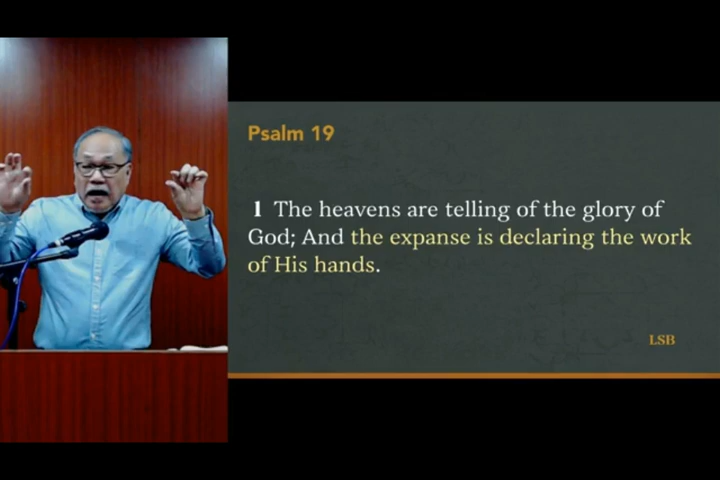 Psalm 19
1 The heavens are telling of the glory of
God; And the expanse is declaring the work
of His hands.
LSB